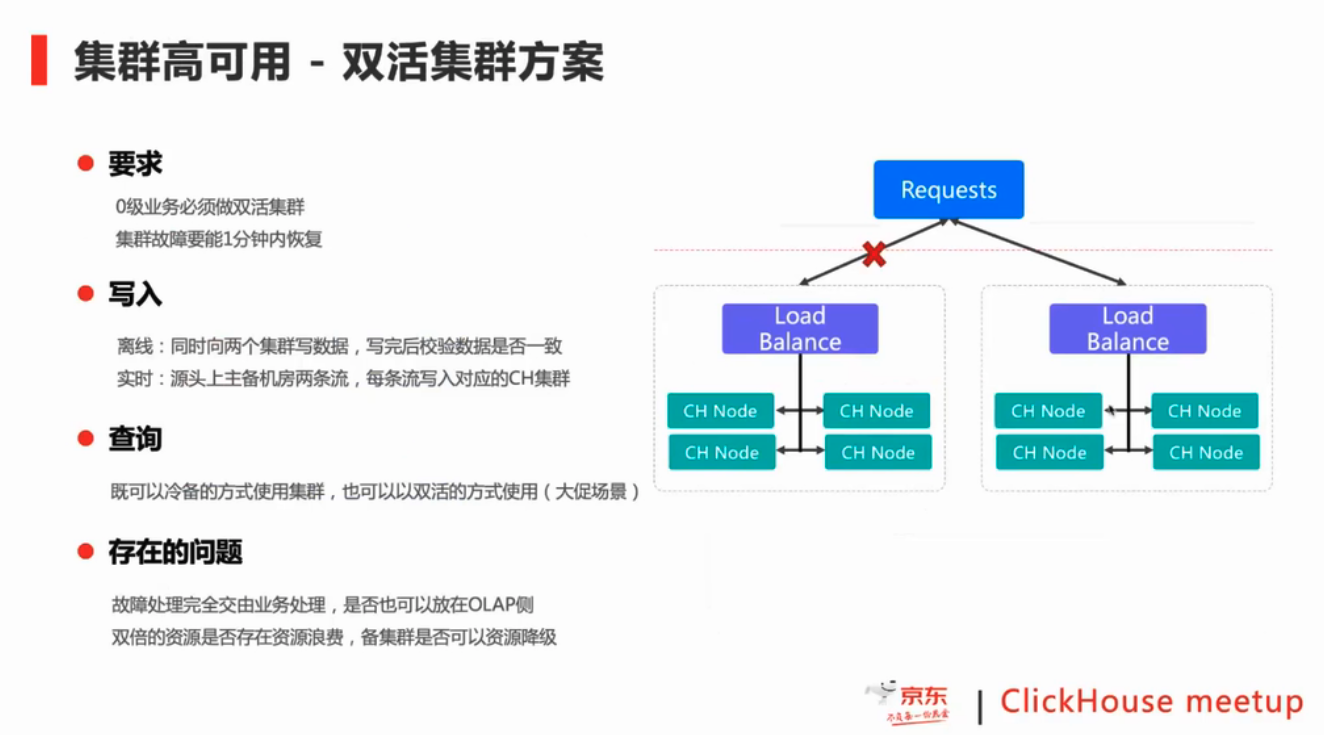 集群高可用 - 双活集群方案
要求
0级业务必须做双活集群
集群故障要能1分钟内恢复
写入
离线：同时向两个集群写数据，写完后校验数据是否一致
实时：源头上主备机房两条流，每条流写入对应的CH集群
查询
既可以冷备的方式使用集群，也可以以双活的方式使用（大促场景）
存在的问题
故障处理完全交由业务处理，是否也可以放在OLAP侧
双倍的资源是否存在资源浪费，备集群是否可以资源降级
Requests
Load
Balance
CH Node
CH Node
CH Node
CH Node
Load
Balance
CH Node
CH Node
CH Node
CH Node
京东
不负每一份热爱
| ClickHouse meetup